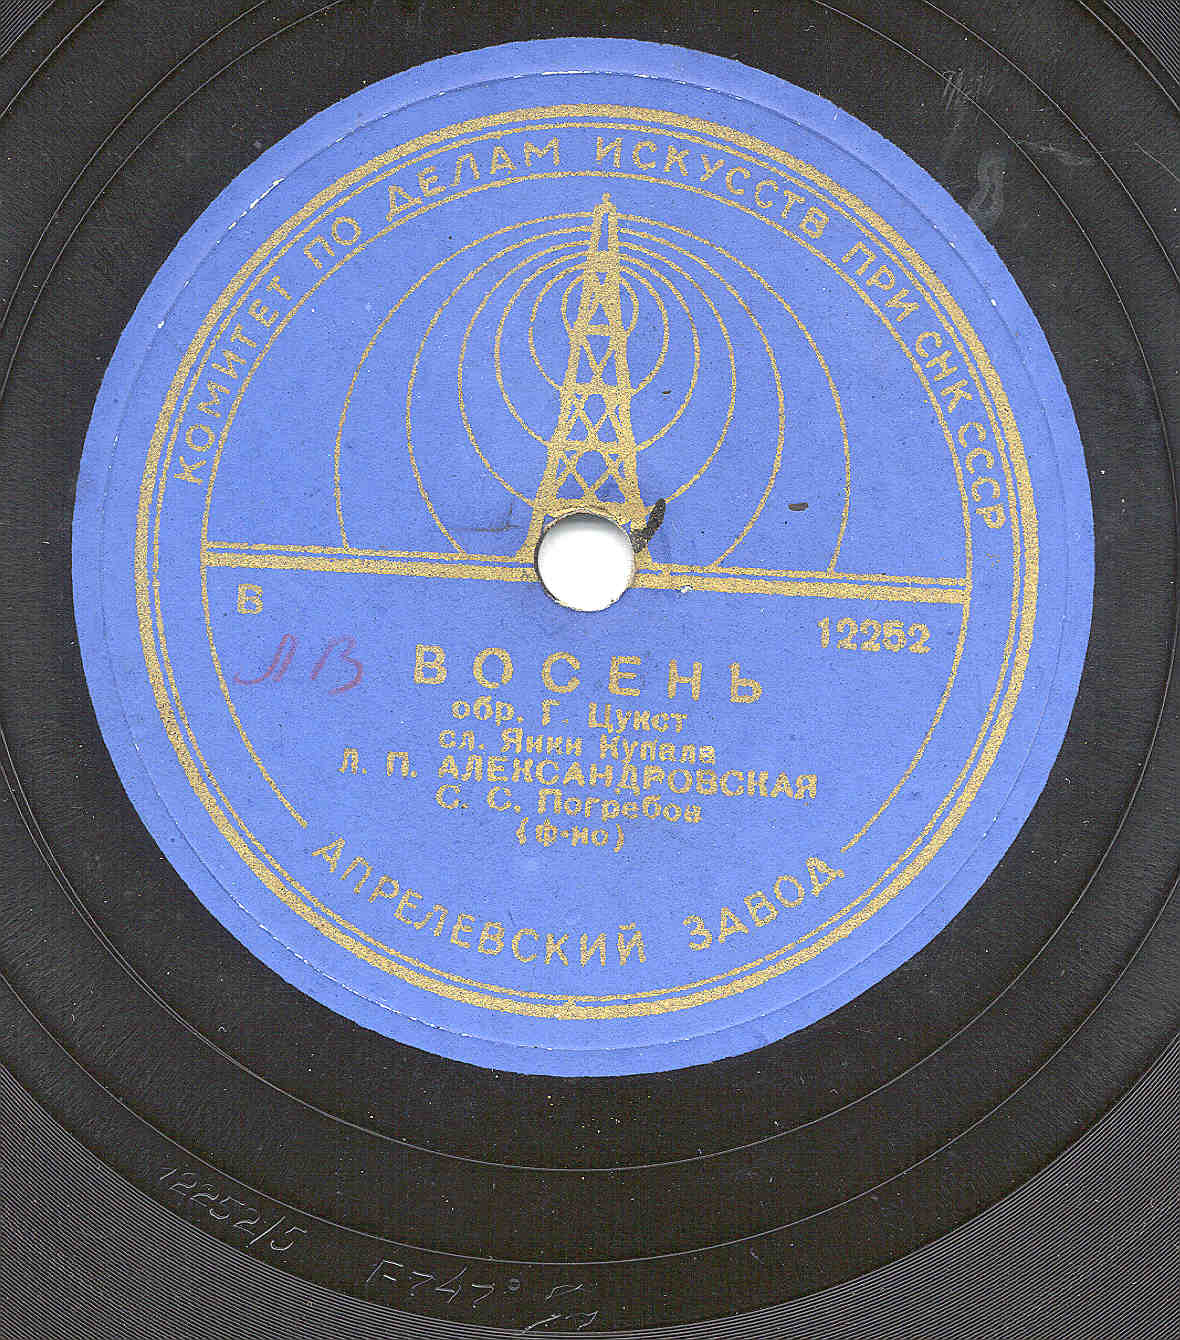 КОМИТЕТ ПО ДЕЛАМ ИСКУССТВ ПРИ СНК СССР
В
12252
ВОСЕНЬ
обр. Г. Цукст
сл. Янки Купала
Л. П. АЛЕКСАНДРОВСКАЯ
С. С. Погребов
(Ф-но)
АПРЕЛЕВСКИЙ ЗАВОД
12252/5
F747°